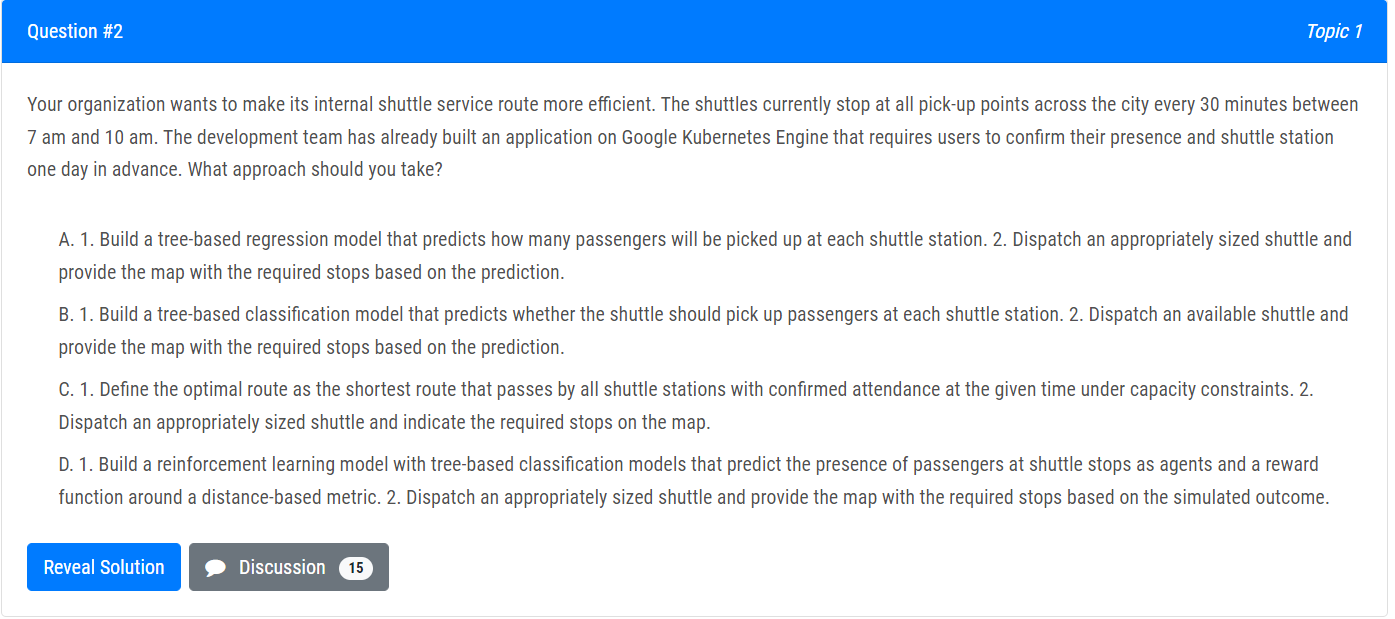 Question #2
Topic 1
Your organization wants to make its internal shuttle service route more efficient. The shuttles currently stop at all pick-up points across the city every 30 minutes between
7 am and 10 am. The development team has already built an application on Google Kubernetes Engine that requires users to confirm their presence and shuttle station
one day in advance. What approach should you take?
A. 1. Build a tree-based regression model that predicts how many passengers will be picked up at each shuttle station. 2. Dispatch an appropriately sized shuttle and
provide the map with the required stops based on the prediction.
B. 1. Build a tree-based classification model that predicts whether the shuttle should pick up passengers at each shuttle station. 2. Dispatch an available shuttle and
provide the map with the required stops based on the prediction.
C. 1. Define the optimal route as the shortest route that passes by all shuttle stations with confirmed attendance at the given time under capacity constraints. 2.
Dispatch an appropriately sized shuttle and indicate the required stops on the map.
D. 1. Build a reinforcement learning model with tree-based classification models that predict the presence of passengers at shuttle stops as agents and a reward
function around a distance-based metric. 2. Dispatch an appropriately sized shuttle and provide the map with the required stops based on the simulated outcome.
Reveal Solution
Discussion 15